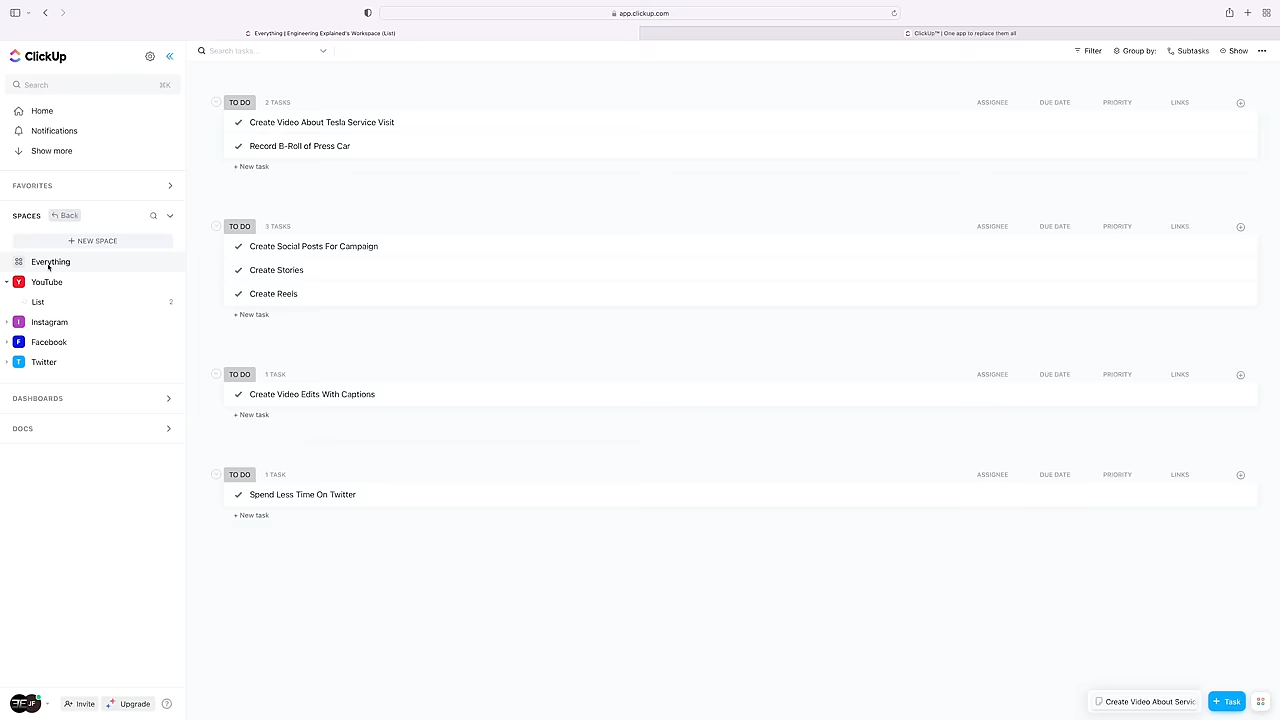 app.clickup.com
Everything | Engineering Explained's Workspace (List)
ClickUp™ | One app to replace them all
ClickUp
Search tasks...
Filter
Group by:
Subtasks
Show
Search
⌘K
Home
Notifications
Show more
FAVORITES
SPACES
Back
+ NEW SPACE
Everything
Y
YouTube
List
2
I
Instagram
F
Facebook
T
Twitter
DASHBOARDS
DOCS
TO DO
2 TASKS
ASSIGNEE
DUE DATE
PRIORITY
LINKS
Create Video About Tesla Service Visit
Record B-Roll of Press Car
+ New task
TO DO
3 TASKS
ASSIGNEE
DUE DATE
PRIORITY
LINKS
Create Social Posts For Campaign
Create Stories
Create Reels
+ New task
TO DO
1 TASK
ASSIGNEE
DUE DATE
PRIORITY
LINKS
Create Video Edits With Captions
+ New task
TO DO
1 TASK
ASSIGNEE
DUE DATE
PRIORITY
LINKS
Spend Less Time On Twitter
+ New task
JF
Invite
Upgrade
?
Create Video About Servic
+ Task